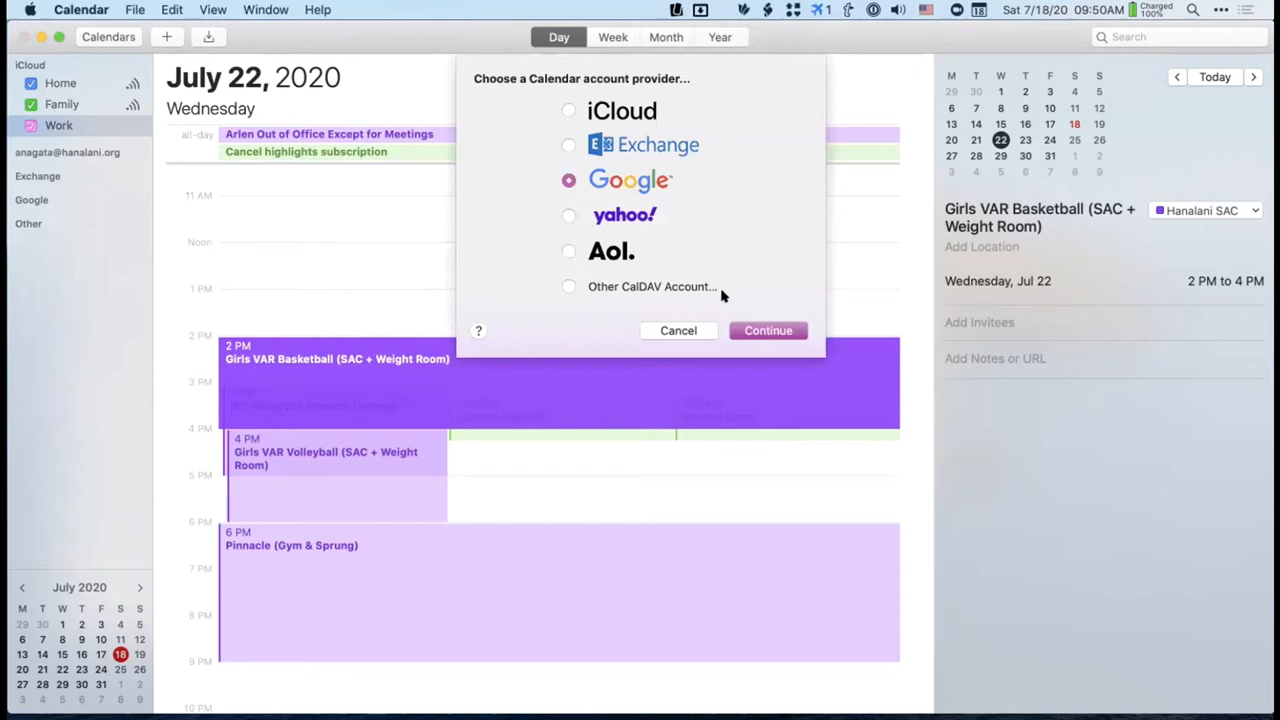 Calendar File Edit View Window Help
1
18
Sat 7/18/20 09:50AM
Charged
100%
Calendars
Day Week Month Year
Search
iCloud
Home
Family
Work
anagata@hanalani.org
Exchange
Google
Other
July 2020
M T W T F S S
29 30 1 2 3 4 5
6 7 8 9 10 11 12
13 14 15 16 17 18 19
20 21 22 23 24 25 26
27 28 29 30 31 1 2
3 4 5 6 7 8 9
July 22, 2020
Wednesday
all-day
Arlen Out of Office Except for Meetings
Cancel highlights subscription
11 AM
Noon
1 PM
2 PM
3 PM
4 PM
5 PM
6 PM
7 PM
8 PM
9 PM
10 PM
2 PM
Girls VAR Basketball (SAC + Weight Room)
4 PM
Girls VAR Volleyball (SAC + Weight
Room)
6 PM
Pinnacle (Gym & Sprung)
Choose a Calendar account provider...
iCloud
E Exchange
Google™
yahoo!
Aol.
Other CalDAV Account...
?
Cancel
Continue
M T W T F S S
29 30 1 2 3 4 5
6 7 8 9 10 11 12
13 14 15 16 17 18 19
20 21 22 23 24 25 26
27 28 29 30 31 1 2
3 4 5 6 7 8 9
Today
Girls VAR Basketball (SAC +
Weight Room)
Hanalani SAC
Add Location
Wednesday, Jul 22
2 PM to 4 PM
Add Invitees
Add Notes or URL